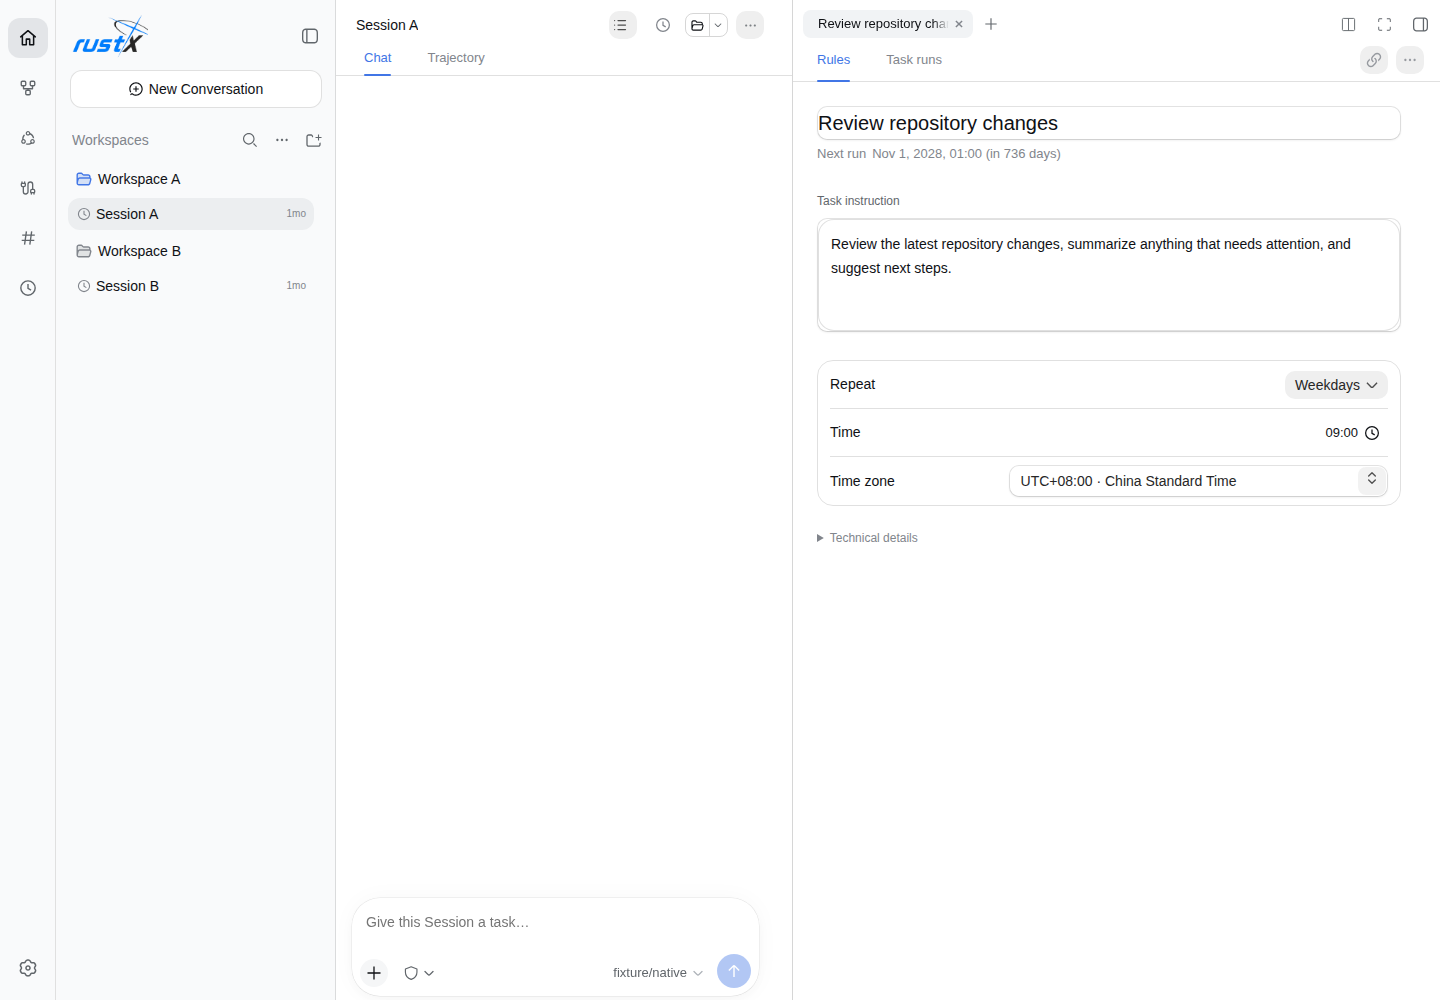 rustX
New Conversation
Workspaces
Workspace A
Session A
1mo
Workspace B
Session B
1mo
Session A
Chat
Trajectory
Give this Session a task…
fixture/native
Review repository cha
Rules
Task runs
Review repository changes
Next run Nov 1, 2028, 01:00 (in 736 days)
Task instruction
Review the latest repository changes, summarize anything that needs attention, and
suggest next steps.
Repeat
Weekdays
Time
09:00
Time zone
UTC+08:00 · China Standard Time
Technical details